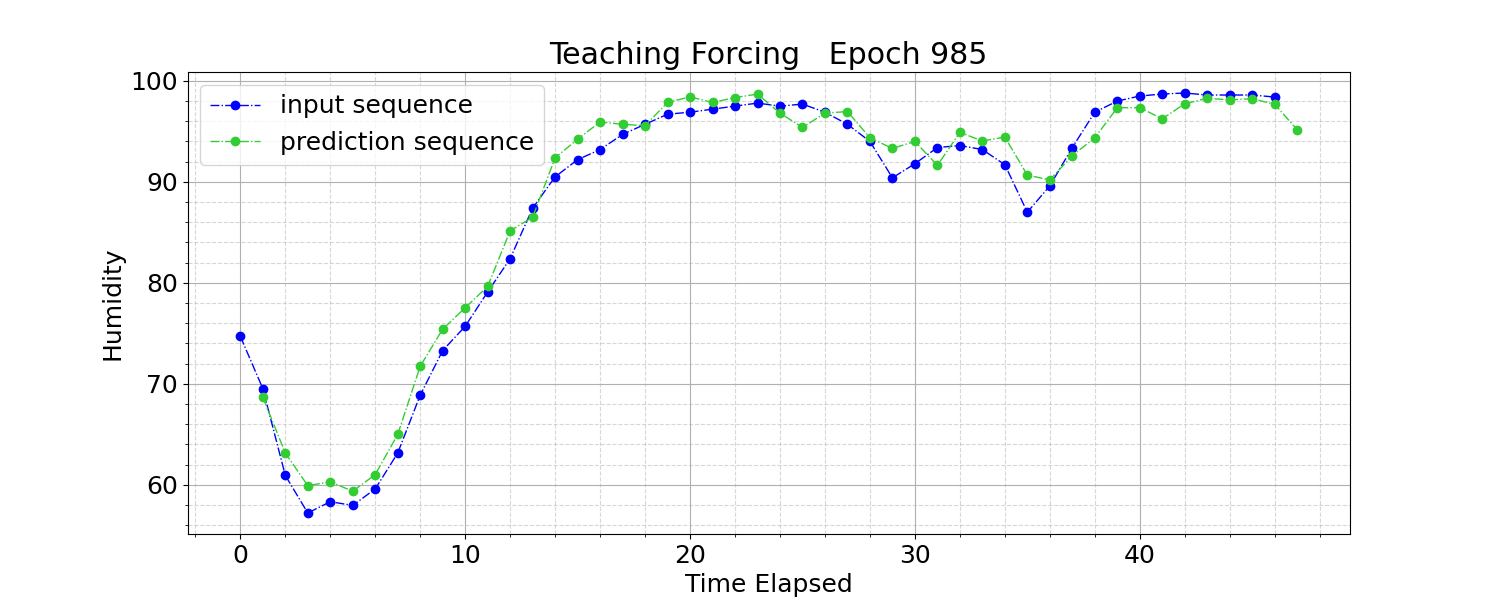 Teaching Forcing   Epoch 985
100
90
80
70
60
Humidity
input sequence
prediction sequence
0 10 20 30 40
Time Elapsed